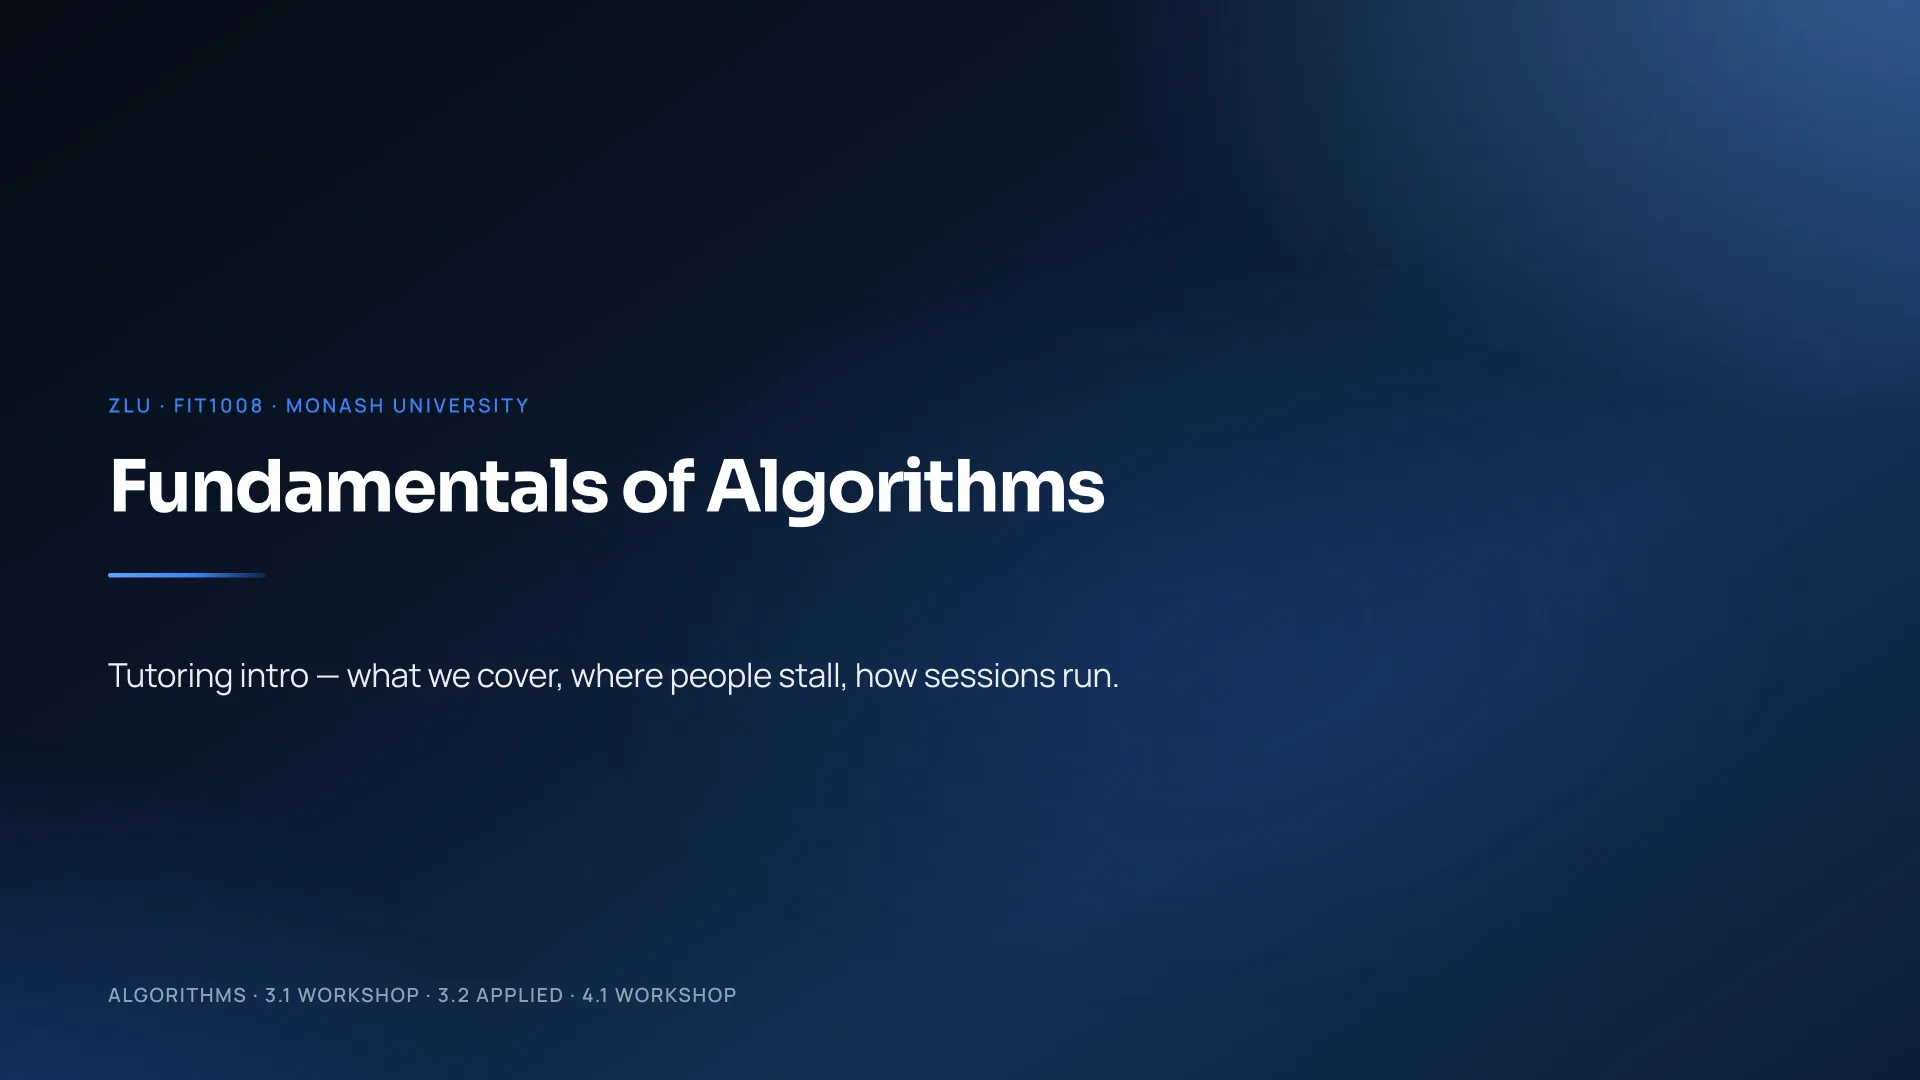 ZLU · FIT1008 · MONASH UNIVERSITY
Fundamentals of Algorithms
Tutoring intro — what we cover, where people stall, how sessions run.
ALGORITHMS · 3.1 WORKSHOP · 3.2 APPLIED · 4.1 WORKSHOP